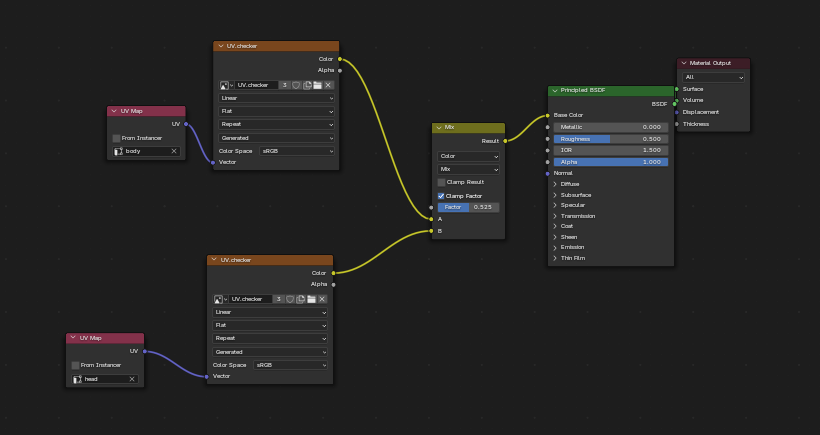 UV.checker
Color
Alpha
UV.checker 3
Linear
Flat
Repeat
Generated
Color Space sRGB
Vector
UV Map
UV
From Instancer
body
UV.checker
Color
Alpha
UV.checker 3
Linear
Flat
Repeat
Generated
Color Space sRGB
Vector
UV Map
UV
From Instancer
head
Mix
Result
Color
Mix
Clamp Result
Clamp Factor
Factor 0.525
A
B
Principled BSDF
BSDF
Base Color
Metallic 0.000
Roughness 0.500
IOR 1.500
Alpha 1.000
Normal
Diffuse
Subsurface
Specular
Transmission
Coat
Sheen
Emission
Thin Film
Material Output
All
Surface
Volume
Displacement
Thickness